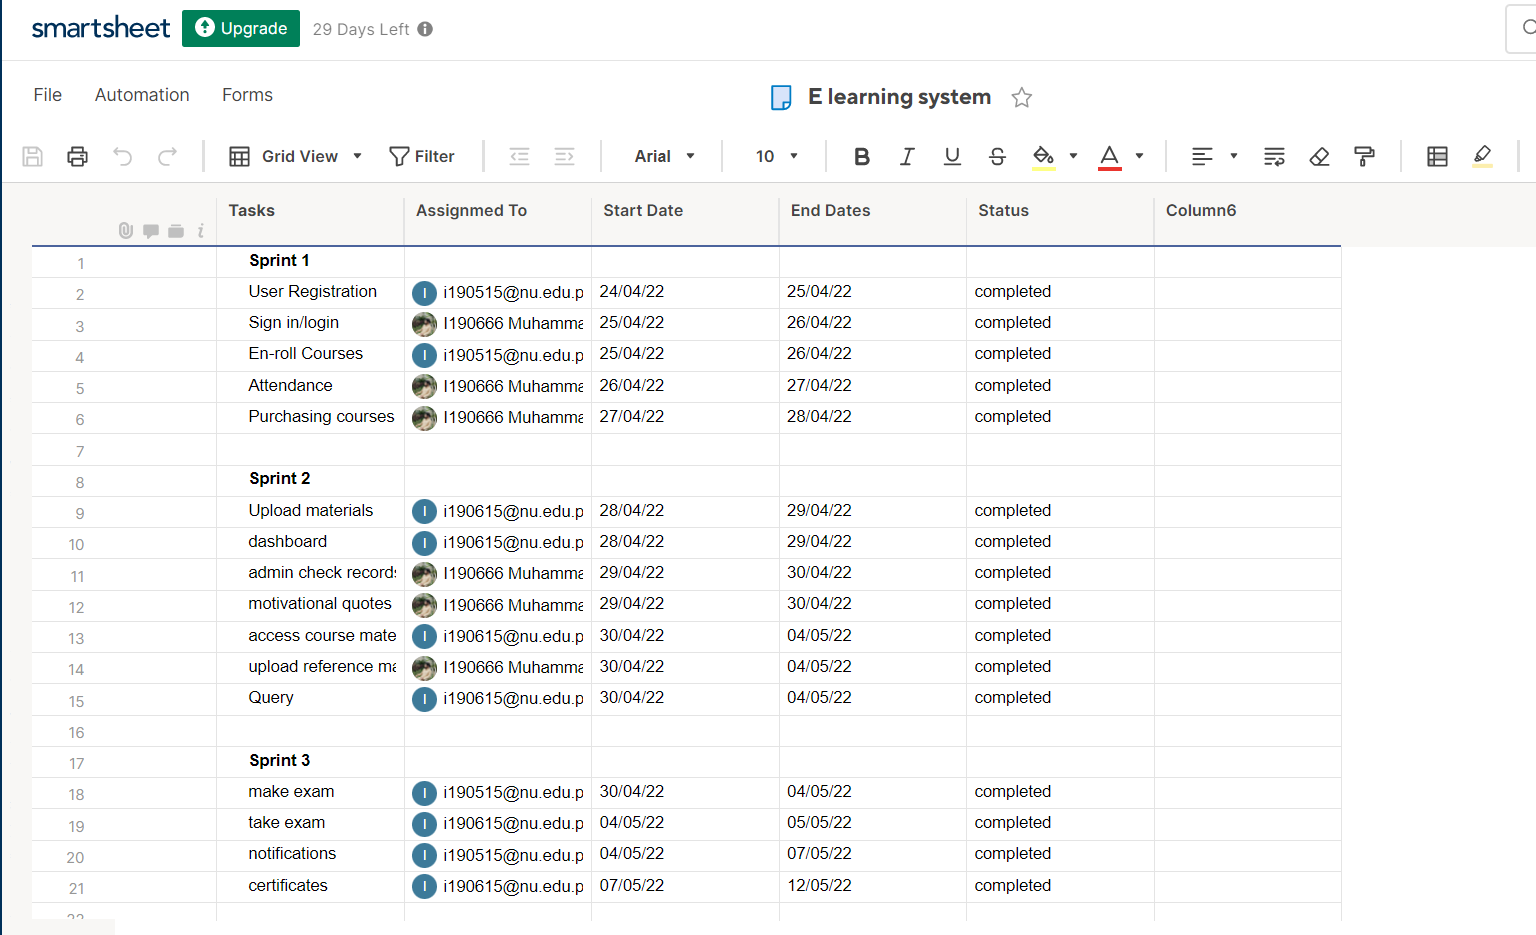 smartsheet Upgrade 29 Days Left
File Automation Forms E learning system
Grid View Filter Arial 10 B I U S A
Tasks Assignmed To Start Date End Dates Status Column6
1 Sprint 1
2 User Registration I i190515@nu.edu.p 24/04/22 25/04/22 completed
3 Sign in/login I190666 Muhamma 25/04/22 26/04/22 completed
4 En-roll Courses I i190515@nu.edu.p 25/04/22 26/04/22 completed
5 Attendance I190666 Muhamma 26/04/22 27/04/22 completed
6 Purchasing courses I190666 Muhamma 27/04/22 28/04/22 completed
7
8 Sprint 2
9 Upload materials I i190615@nu.edu.p 28/04/22 29/04/22 completed
10 dashboard I i190615@nu.edu.p 28/04/22 29/04/22 completed
11 admin check records I190666 Muhamma 29/04/22 30/04/22 completed
12 motivational quotes I190666 Muhamma 29/04/22 30/04/22 completed
13 access course mate I i190615@nu.edu.p 30/04/22 04/05/22 completed
14 upload reference ma I190666 Muhamma 30/04/22 04/05/22 completed
15 Query I i190615@nu.edu.p 30/04/22 04/05/22 completed
16
17 Sprint 3
18 make exam I i190515@nu.edu.p 30/04/22 04/05/22 completed
19 take exam I i190615@nu.edu.p 04/05/22 05/05/22 completed
20 notifications I i190515@nu.edu.p 04/05/22 07/05/22 completed
21 certificates I i190615@nu.edu.p 07/05/22 12/05/22 completed